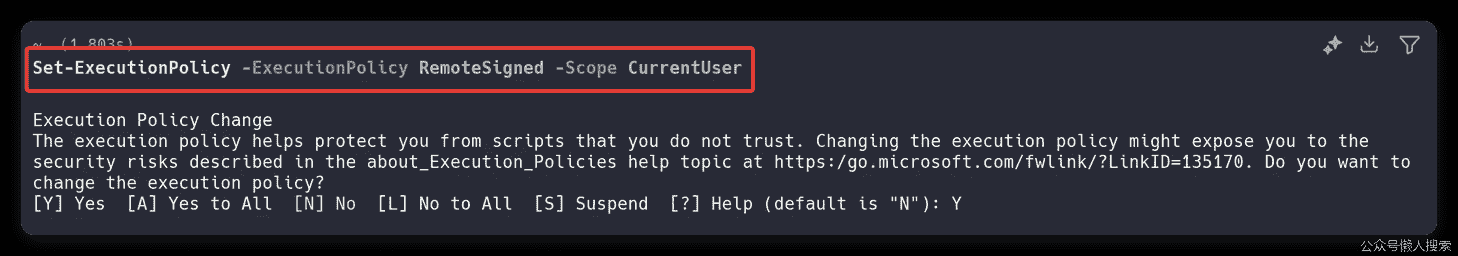 ~ (1.803s)
Set-ExecutionPolicy -ExecutionPolicy RemoteSigned -Scope CurrentUser
Execution Policy Change
The execution policy helps protect you from scripts that you do not trust. Changing the execution policy might expose you to the
security risks described in the about_Execution_Policies help topic at https:/go.microsoft.com/fwlink/?LinkID=135170. Do you want to
change the execution policy?
[Y] Yes  [A] Yes to All  [N] No  [L] No to All  [S] Suspend  [?] Help (default is "N"): Y
公众号懒人搜索